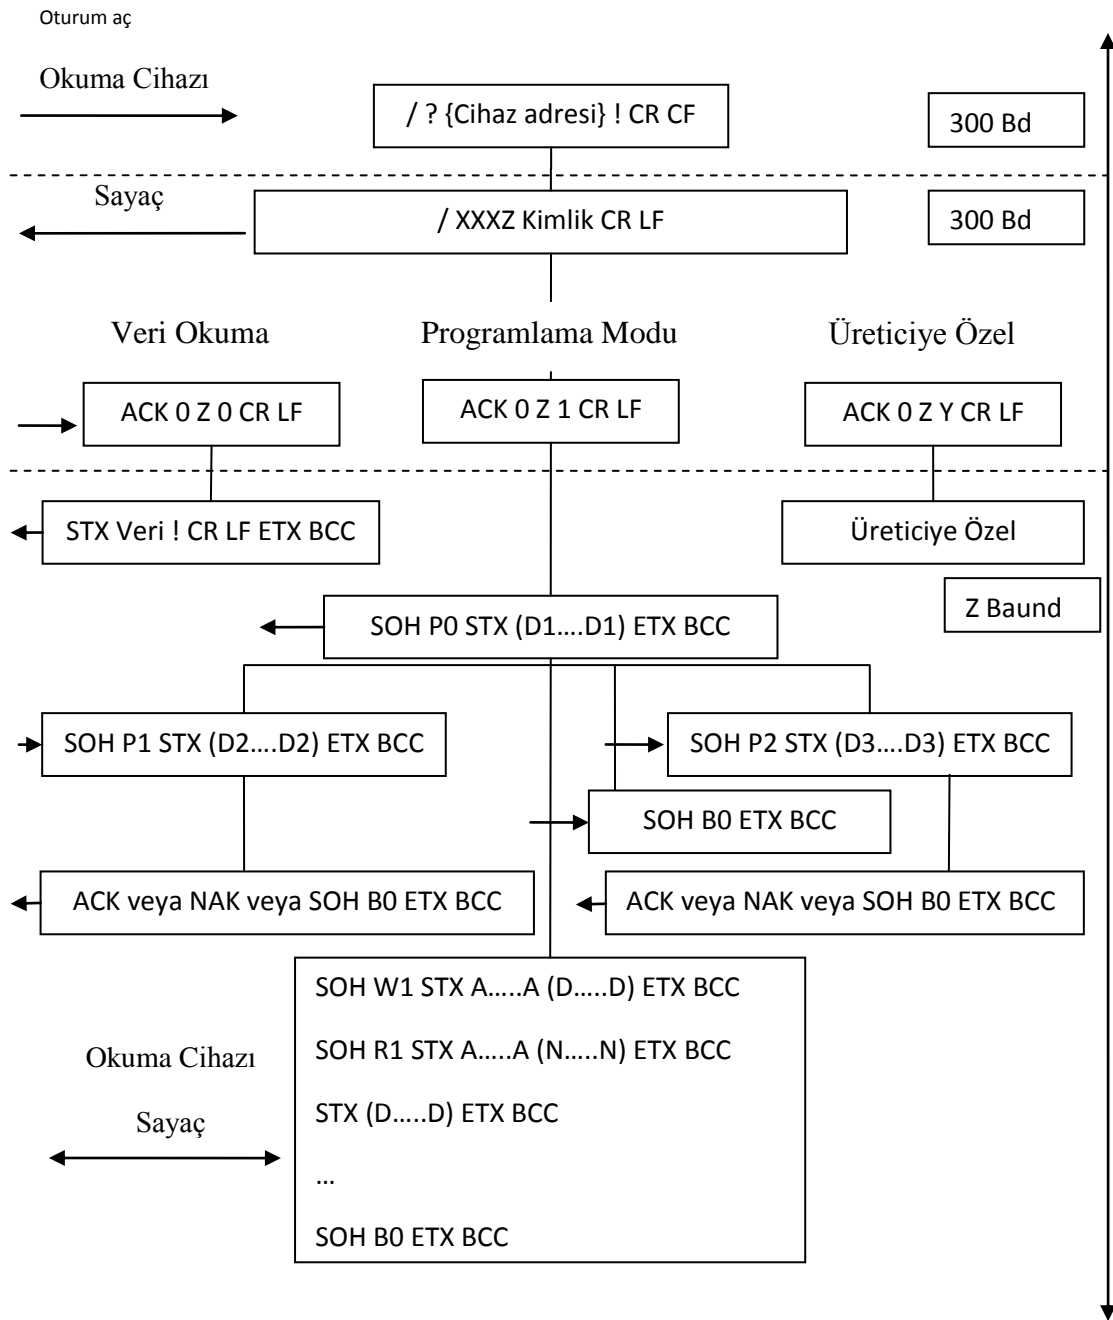 Oturum aç
Okuma Cihazı
/ ? {Cihaz adresi} ! CR CF
300 Bd
Sayaç
/ XXXZ Kimlik CR LF
300 Bd
Veri Okuma
Programlama Modu
Üreticiye Özel
ACK 0 Z 0 CR LF
ACK 0 Z 1 CR LF
ACK 0 Z Y CR LF
STX Veri ! CR LF ETX BCC
Üreticiye Özel
Z Baund
SOH P0 STX (D1....D1) ETX BCC
SOH P1 STX (D2....D2) ETX BCC
SOH P2 STX (D3....D3) ETX BCC
SOH B0 ETX BCC
ACK veya NAK veya SOH B0 ETX BCC
ACK veya NAK veya SOH B0 ETX BCC
SOH W1 STX A…..A (D…..D) ETX BCC
SOH R1 STX A…..A (N…..N) ETX BCC
Okuma Cihazı
STX (D…..D) ETX BCC
Sayaç
…
SOH B0 ETX BCC